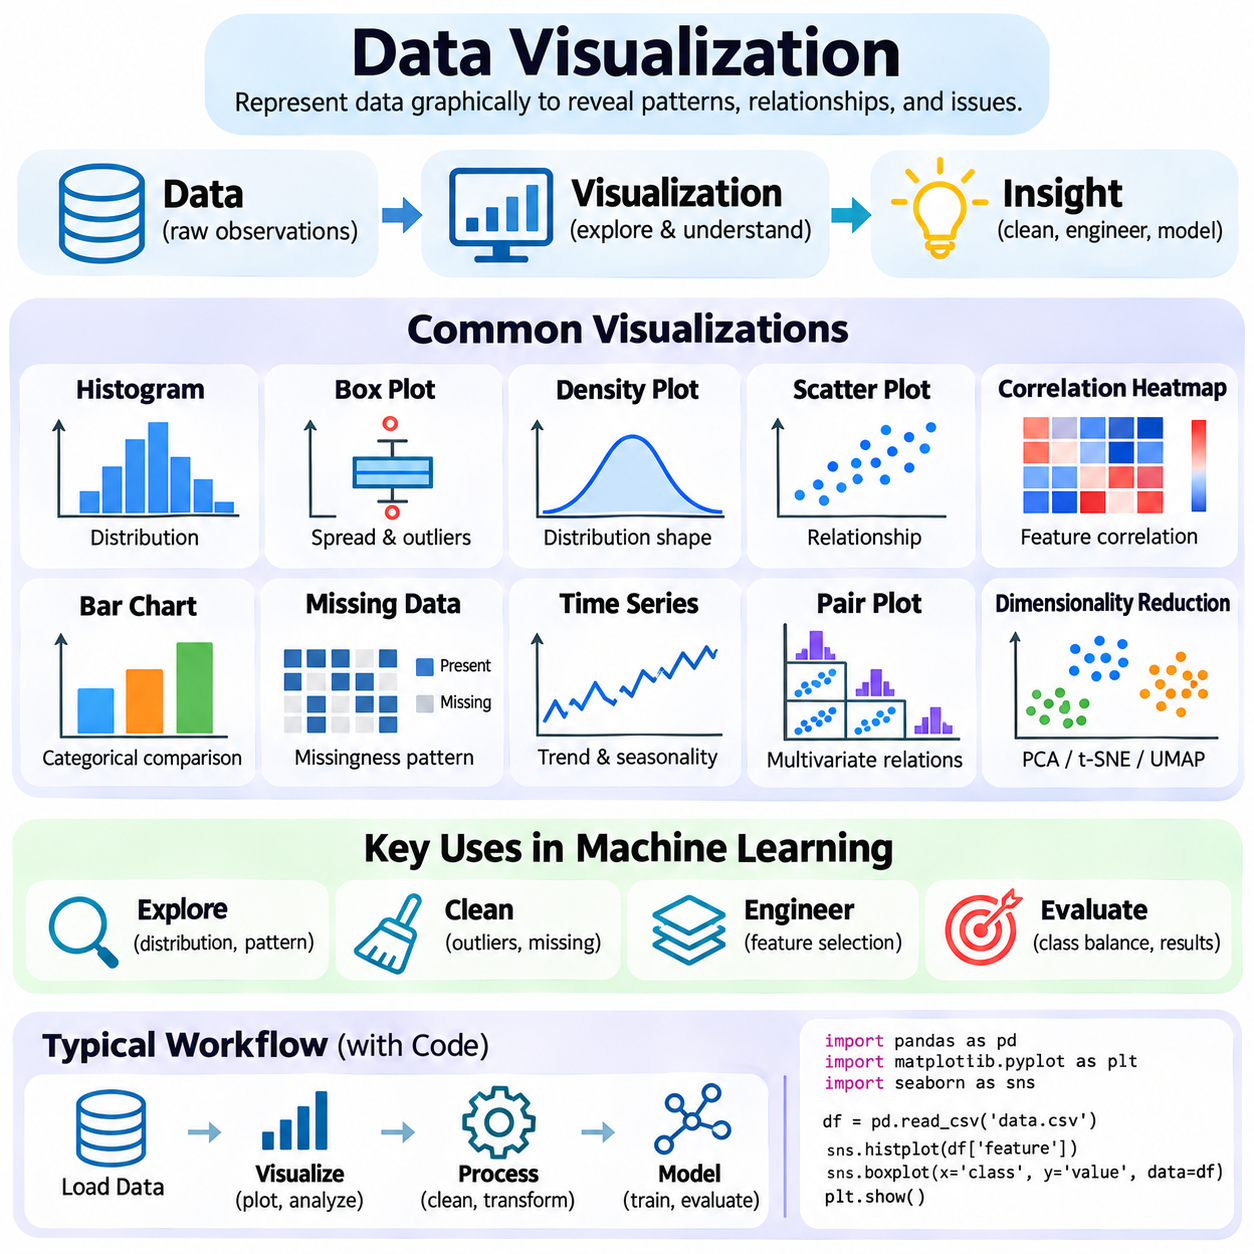 Data Visualization
Represent data graphically to reveal patterns, relationships, and issues.
Data
(raw observations)
Visualization
(explore & understand)
Insight
(clean, engineer, model)
Common Visualizations
Histogram
Distribution
Box Plot
Spread & outliers
Density Plot
Distribution shape
Scatter Plot
Relationship
Correlation Heatmap
Feature correlation
Bar Chart
Categorical comparison
Missing Data
Present
Missing
Missingness pattern
Time Series
Trend & seasonality
Pair Plot
Multivariate relations
Dimensionality Reduction
PCA / t-SNE / UMAP
Key Uses in Machine Learning
Explore
(distribution, pattern)
Clean
(outliers, missing)
Engineer
(feature selection)
Evaluate
(class balance, results)
Typical Workflow (with Code)
Load Data
Visualize
(plot, analyze)
Process
(clean, transform)
Model
(train, evaluate)
import pandas as pd
import matplotlib.pyplot as plt
import seaborn as sns
df = pd.read_csv('data.csv')
sns.histplot(df['feature'])
sns.boxplot(x='class', y='value', data=df)
plt.show()